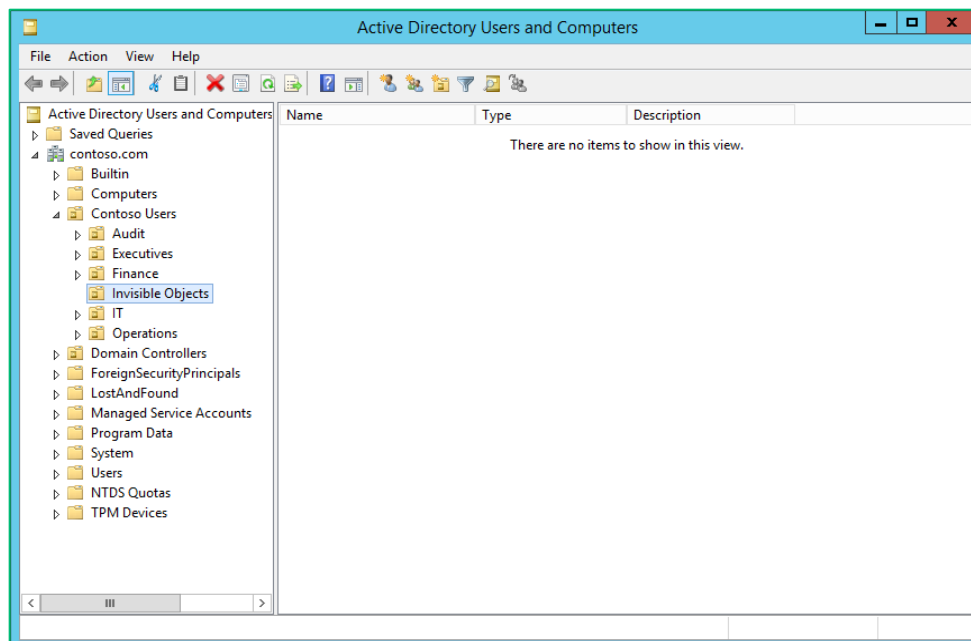 Active Directory Users and Computers
File Action View Help
Active Directory Users and Computers
Saved Queries
contoso.com
Builtin
Computers
Contoso Users
Audit
Executives
Finance
Invisible Objects
IT
Operations
Domain Controllers
ForeignSecurityPrincipals
LostAndFound
Managed Service Accounts
Program Data
System
Users
NTDS Quotas
TPM Devices
Name Type Description
There are no items to show in this view.